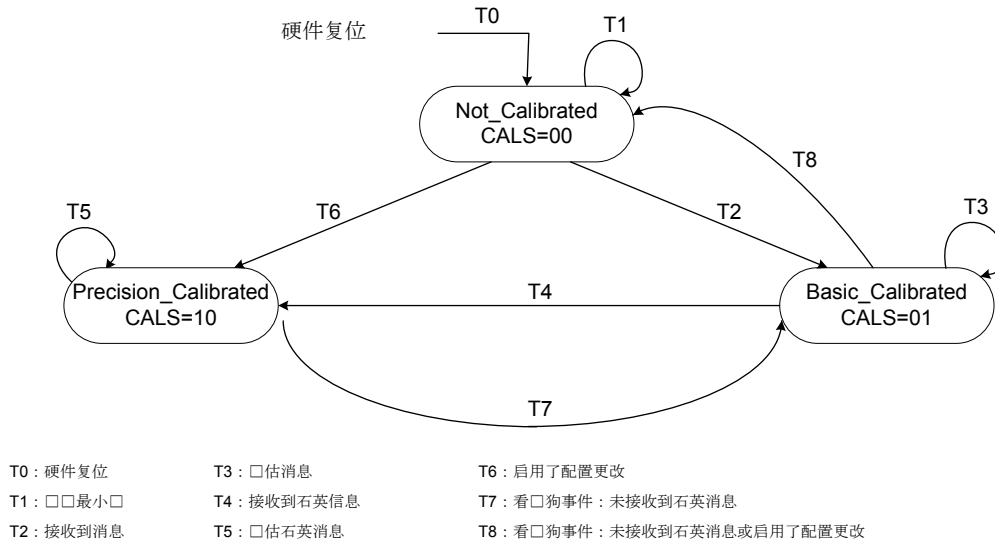 硬件复位
T0
T1
Not_Calibrated
CALS=00
T8
T6
T2
T5
T3
Precision_Calibrated
CALS=10
T4
Basic_Calibrated
CALS=01
T7
T0：硬件复位
T3：□估消息
T6：启用了配置更改
T1：□□最小□
T4：接收到石英信息
T7：看□狗事件：未接收到石英消息
T2：接收到消息
T5：□估石英消息
T8：看□狗事件：未接收到石英消息或启用了配置更改